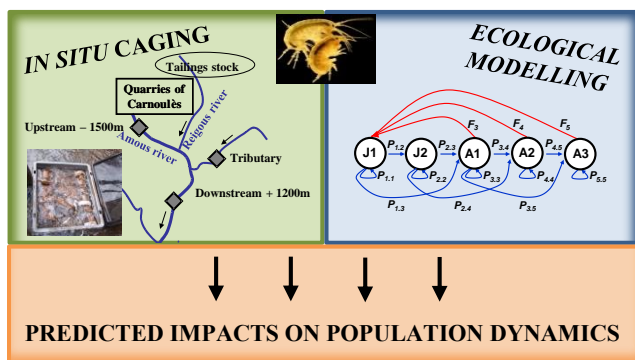 IN SITU CAGING
Tailings stock
Quarries of
Carnoulès
Reigous river
Upstream – 1500m
Amous river
Tributary
Downstream + 1200m
ECOLOGICAL
MODELLING
F3
F4
F5
J1
P1.2
J2
P2.3
A1
P3.4
A2
P4.5
A3
P1.1
P2.2
P3.3
P4.4
P5.5
P1.3
P2.4
P3.5
PREDICTED IMPACTS ON POPULATION DYNAMICS